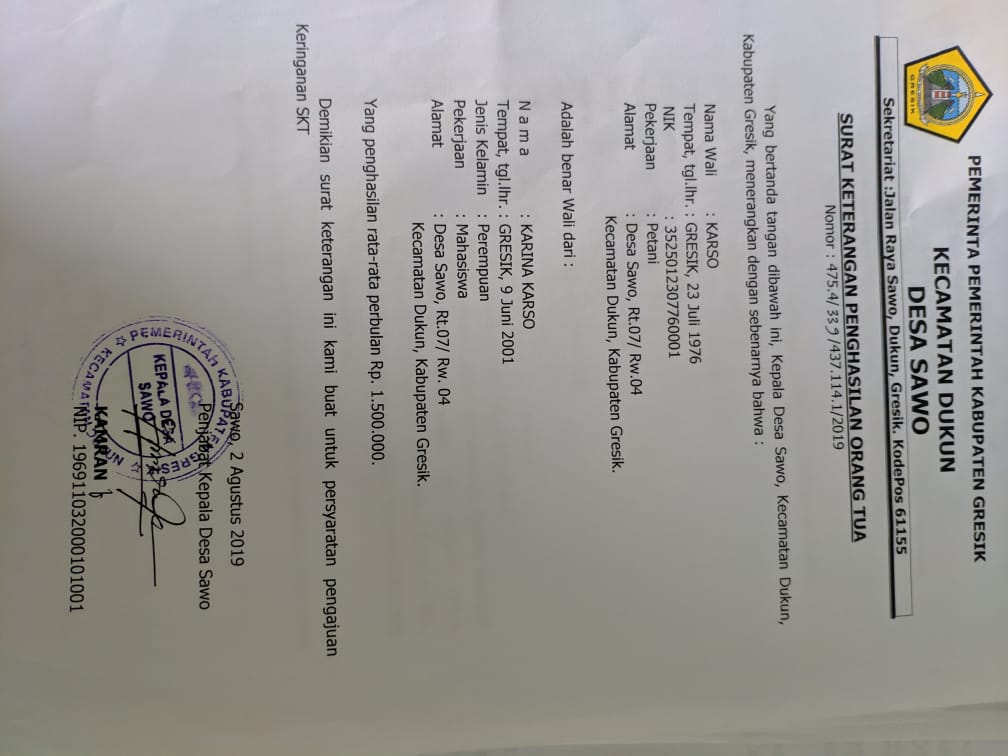 GRESIK
PEMERINTA PEMERINTAH KABUPATEN GRESIK
KECAMATAN DUKUN
DESA SAWO
Sekretariat :Jalan Raya Sawo, Dukun, Gresik. KodePos 61155
SURAT KETERANGAN PENGHASILAN ORANG TUA
Nomor : 475.4/ 339 /437.114.1/2019
Yang bertanda tangan dibawah ini, Kepala Desa Sawo, Kecamatan Dukun,
Kabupaten Gresik, menerangkan dengan sebenarnya bahwa :
Nama Wali : KARSO
Tempat, tgl.lhr. : GRESIK, 23 Juli 1976
NIK : 3525012307760001
Pekerjaan : Petani
Alamat : Desa Sawo, Rt.07/ Rw.04
Kecamatan Dukun, Kabupaten Gresik.
Adalah benar Wali dari :
N a m a : KARINA KARSO
Tempat, tgl.lhr. : GRESIK, 9 Juni 2001
Jenis Kelamin : Perempuan
Pekerjaan : Mahasiswa
Alamat : Desa Sawo, Rt.07/ Rw. 04
Kecamatan Dukun, Kabupaten Gresik.
Yang penghasilan rata-rata perbulan Rp. 1.500.000.
Demikian surat keterangan ini kami buat untuk persyaratan pengajuan
Keringanan SKT
Sawo, 2 Agustus 2019
Penjabat Kepala Desa Sawo
PEMERINTAH KABUPATEN GRESIK
KEPALA DESA
SAWO
KECAMATAN DUKUN
KAMRAN
NIP. 196911032000101001